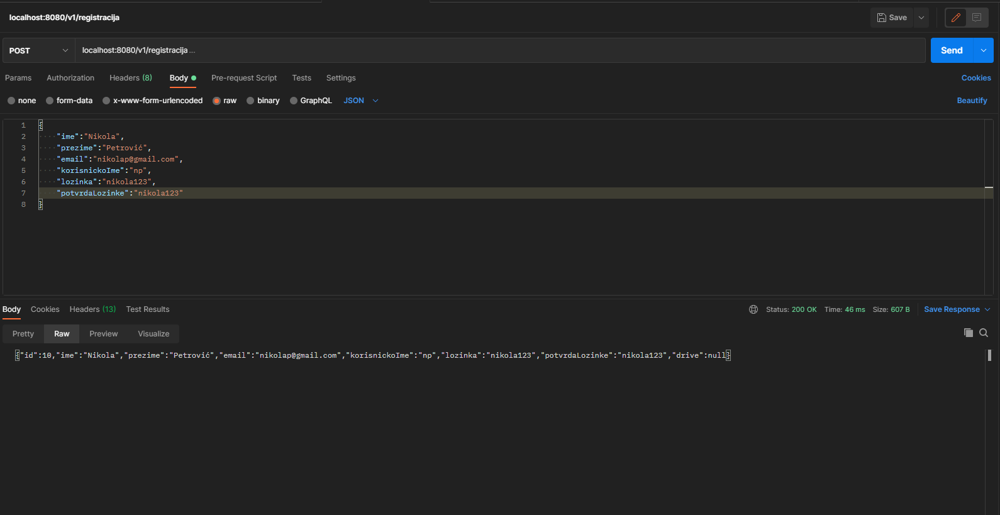 localhost:8080/v1/registracija
Save
POST
localhost:8080/v1/registracija ...
Send
Params Authorization Headers (8) Body Pre-request Script Tests Settings Cookies
none form-data x-www-form-urlencoded raw binary GraphQL JSON Beautify
1 {
2 "ime":"Nikola",
3 "prezime":"Petrović",
4 "email":"nikolap@gmail.com",
5 "korisnickoIme":"np",
6 "lozinka":"nikola123",
7 "potvrdaLozinke":"nikola123"
8 }
Body Cookies Headers (13) Test Results Status: 200 OK Time: 46 ms Size: 607 B Save Response
Pretty Raw Preview Visualize
{"id":10,"ime":"Nikola","prezime":"Petrović","email":"nikolap@gmail.com","korisnickoIme":"np","lozinka":"nikola123","potvrdaLozinke":"nikola123","drive":null}